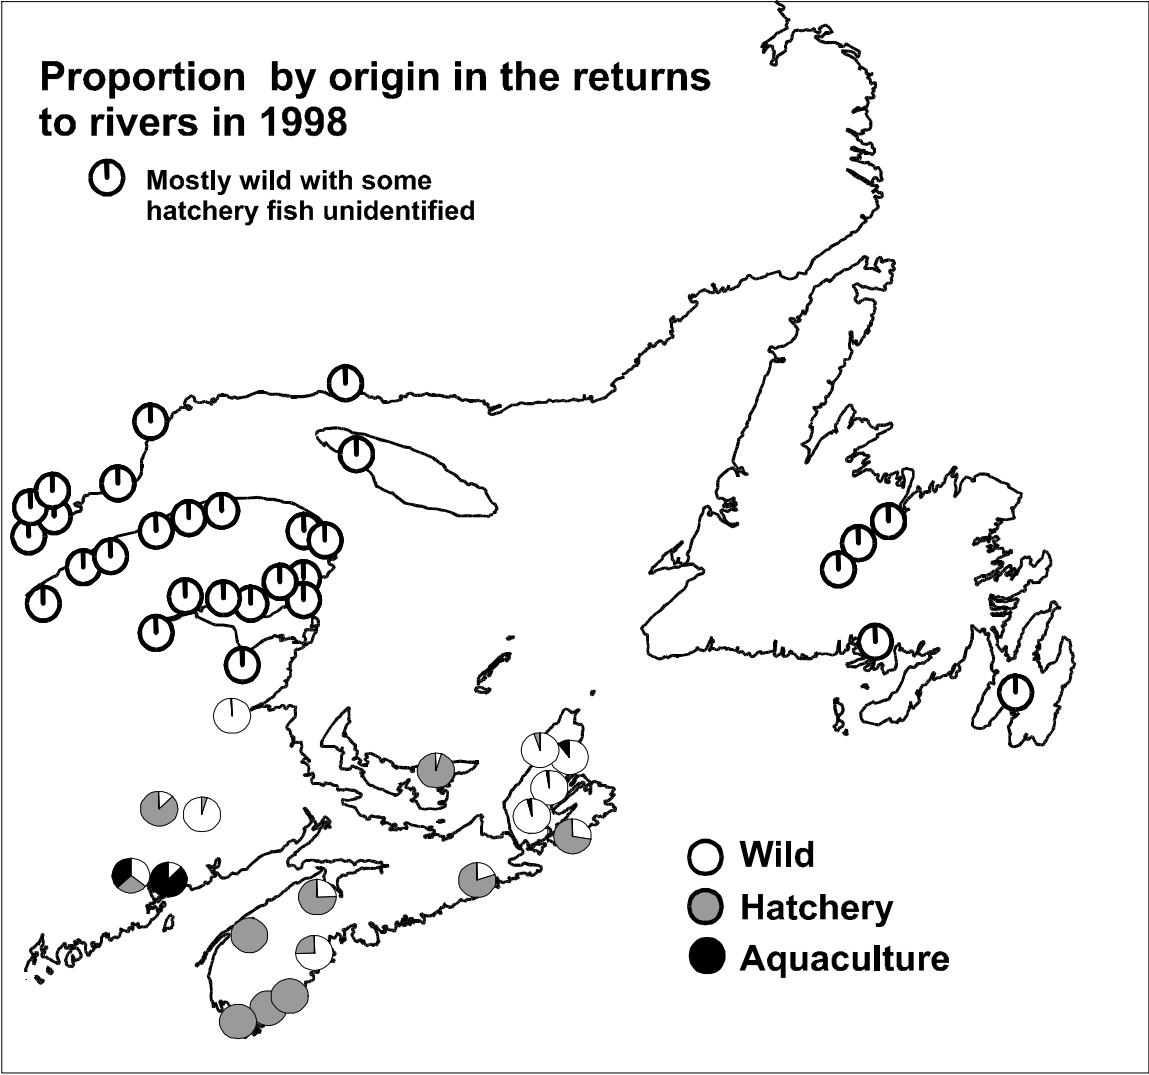 Proportion by origin in the returns
to rivers in 1998
Mostly wild with some
hatchery fish unidentified
Wild
Hatchery
Aquaculture